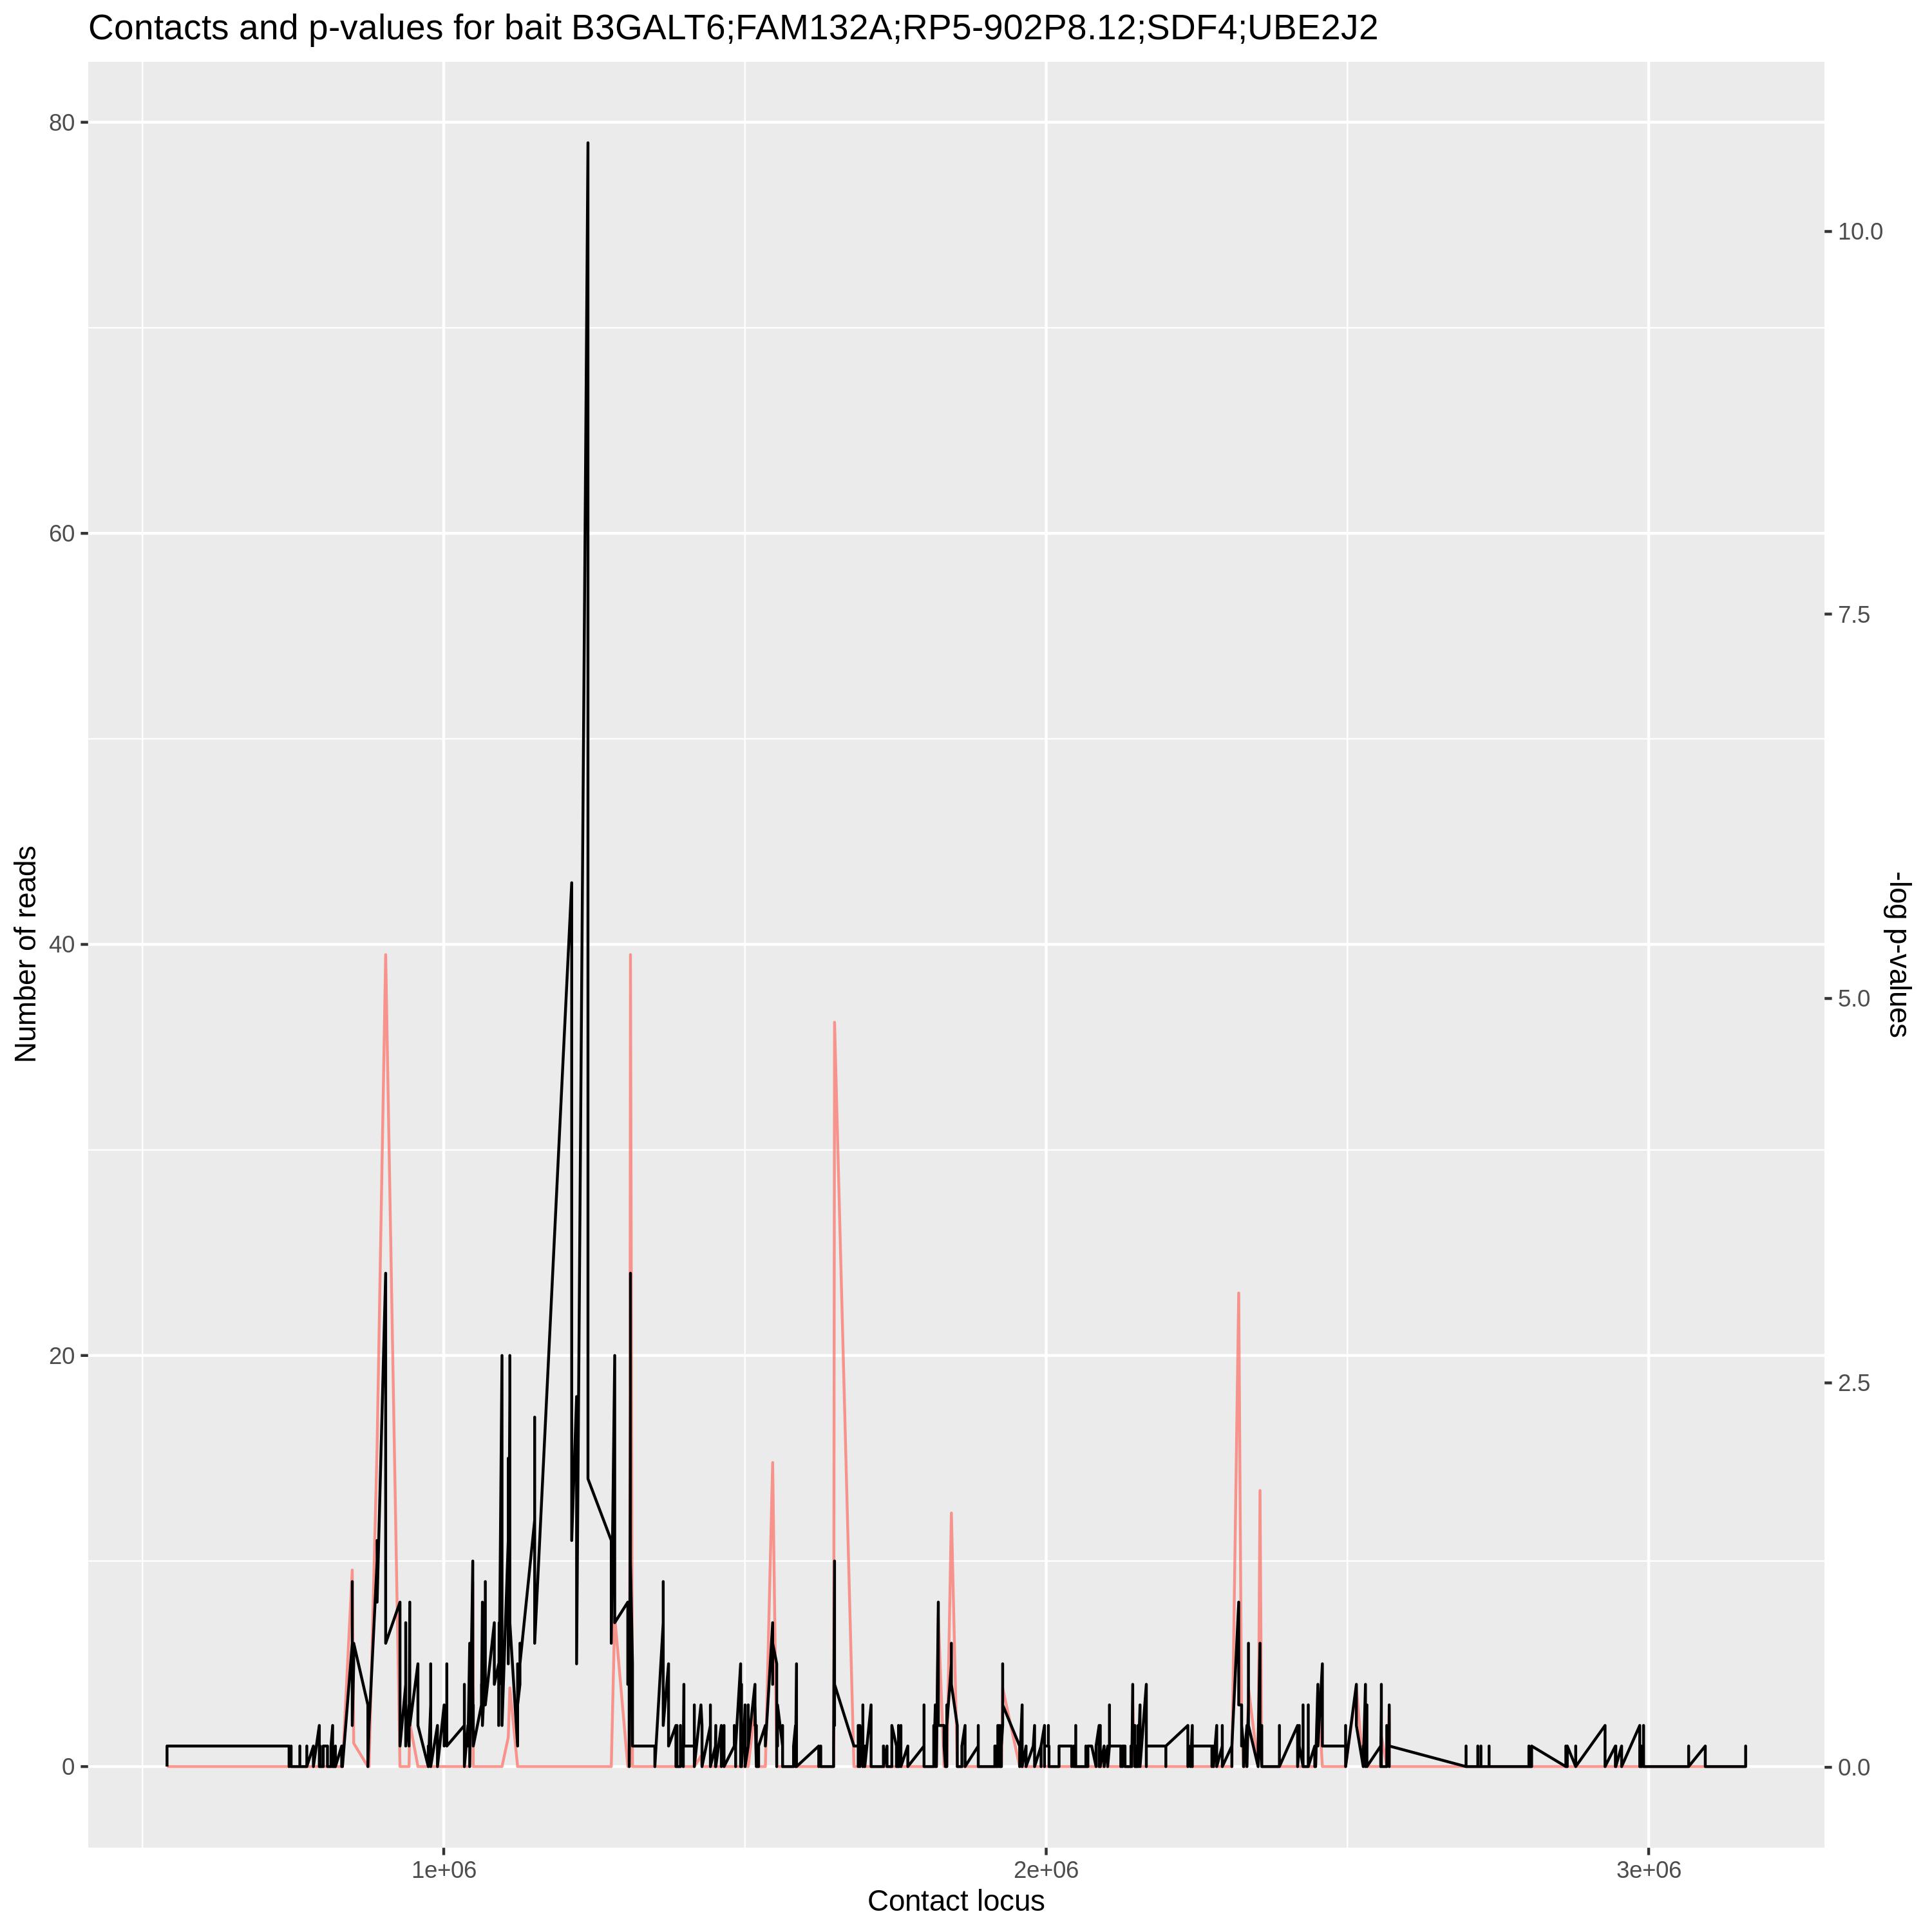 Contacts and p-values for bait B3GALT6;FAM132A;RP5-902P8.12;SDF4;UBE2J2
80
60
40
20
0
Number of reads
10.0
7.5
5.0
2.5
0.0
-log p-values
1e+06
2e+06
3e+06
Contact locus